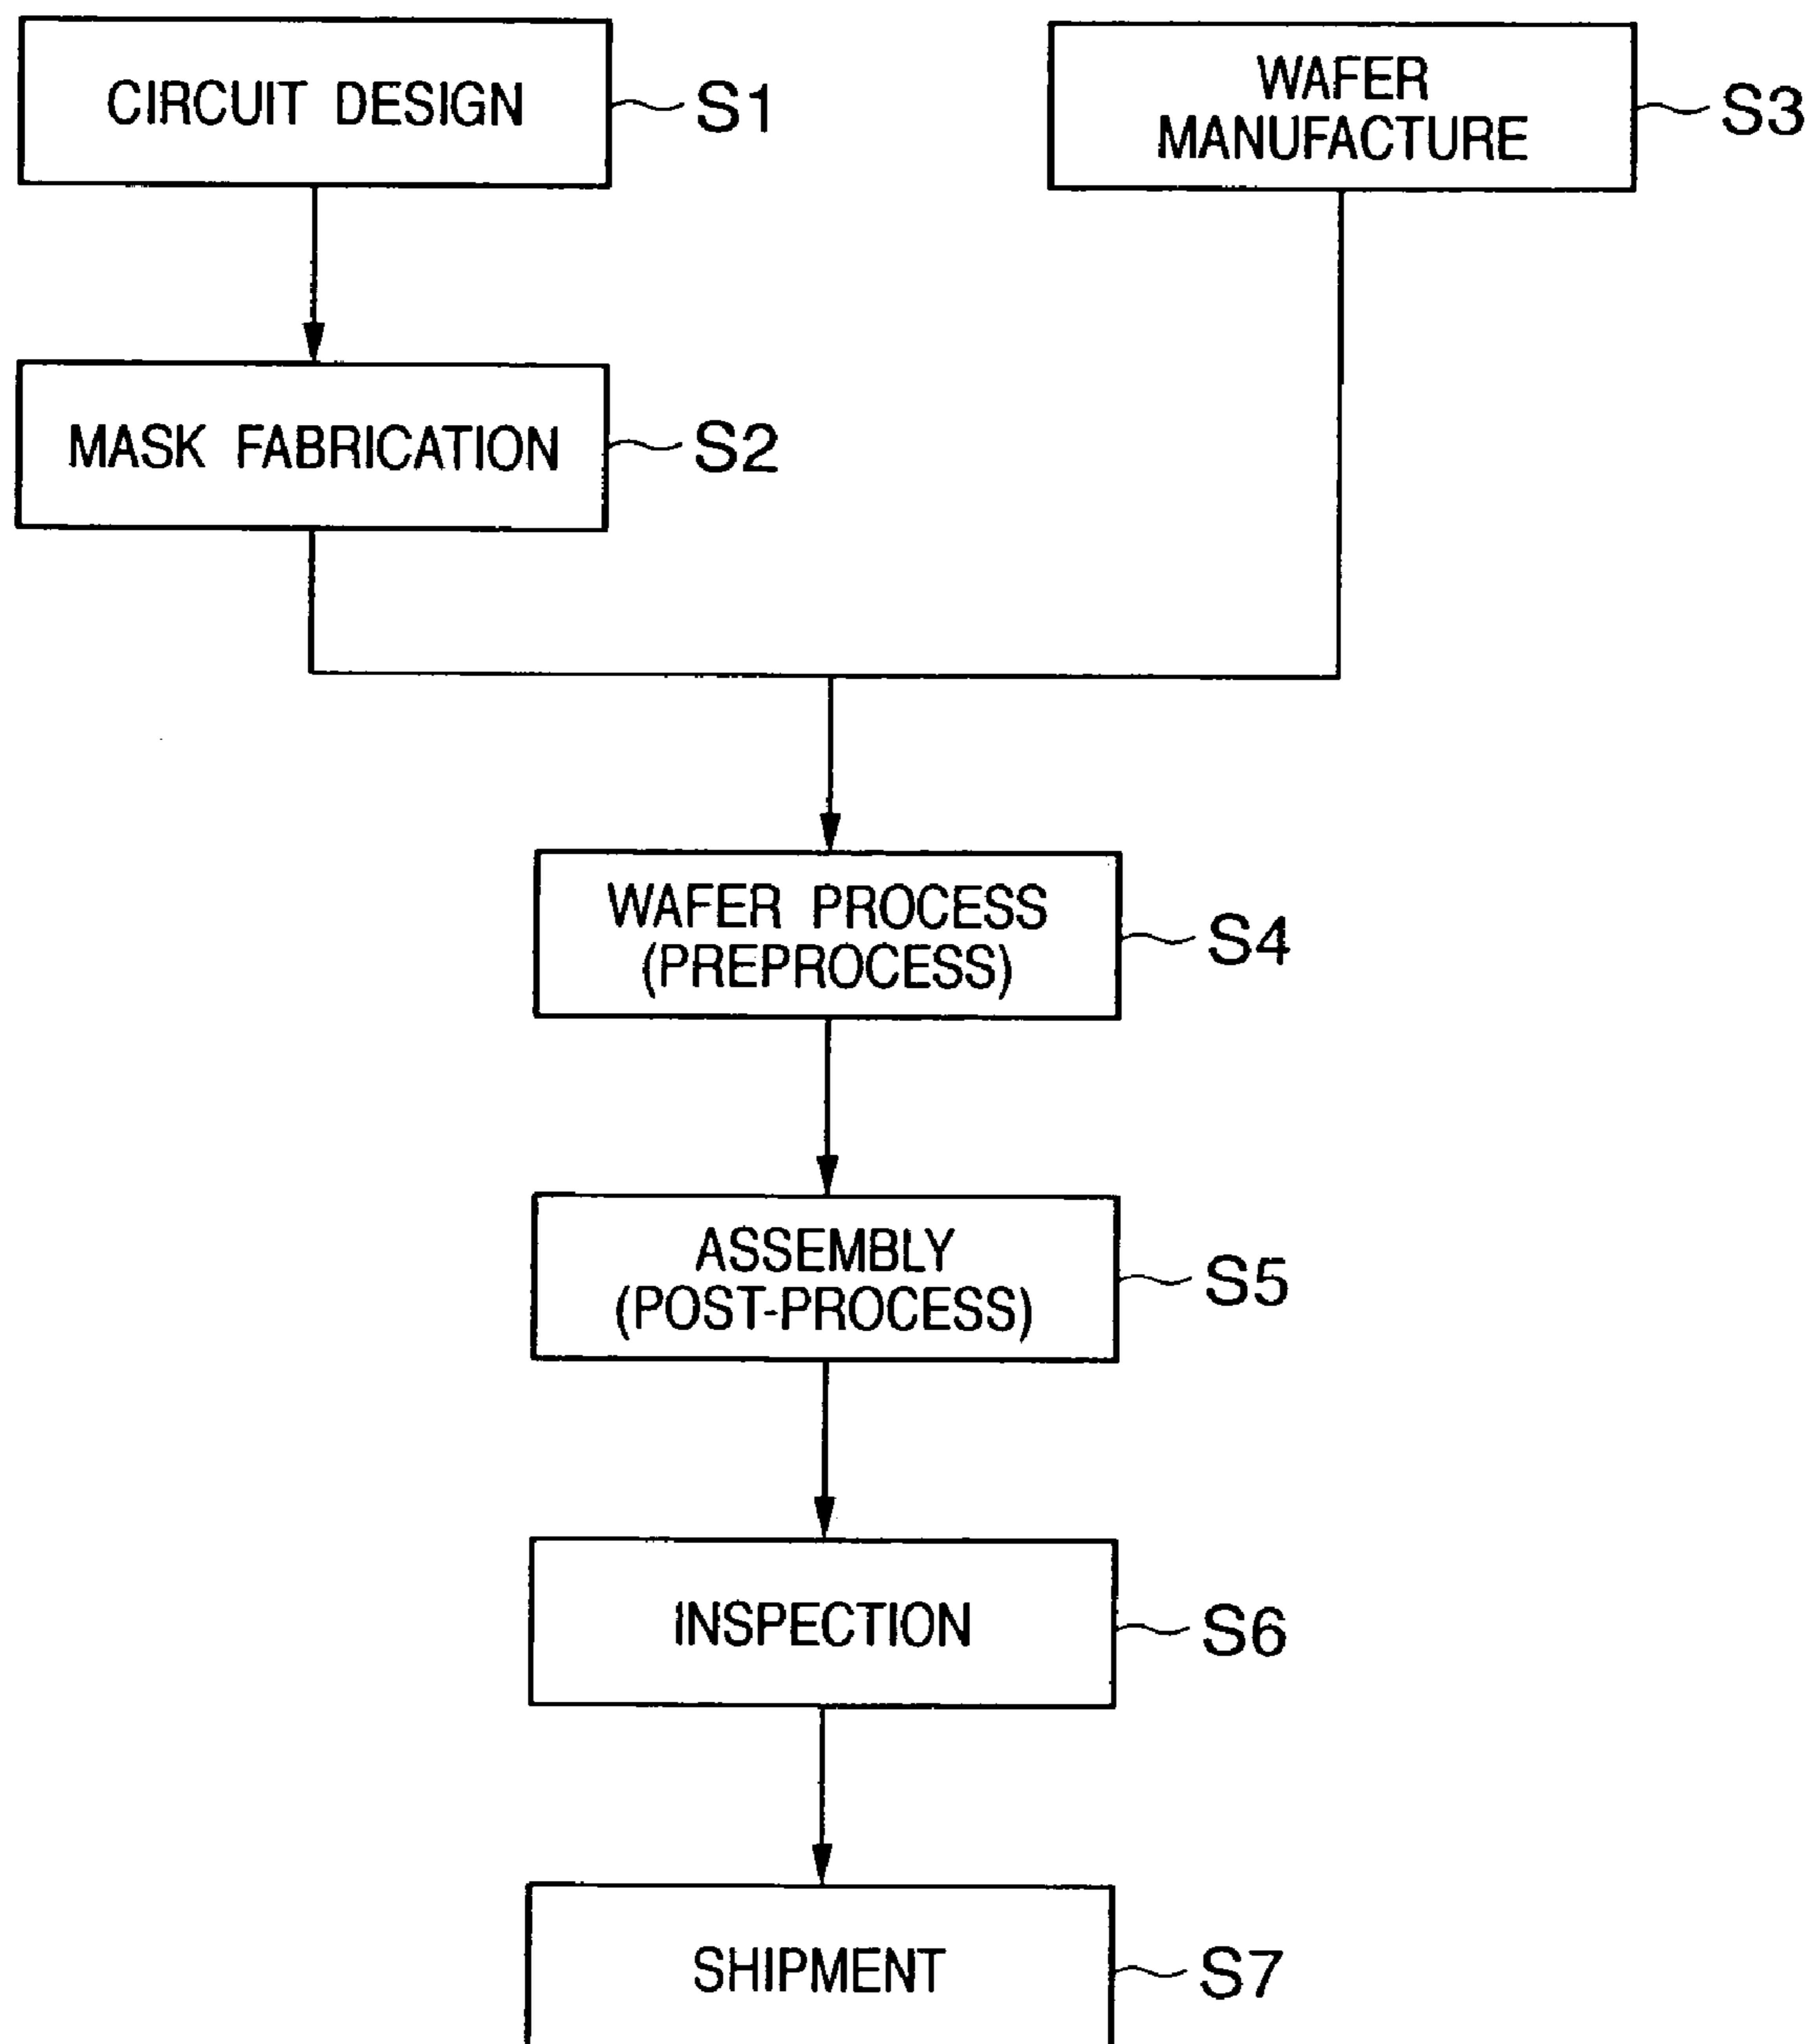 CIRCUIT DESIGN
S1
WAFER
MANUFACTURE
S3
MASK FABRICATION
S2
WAFER PROCESS
(PREPROCESS)
S4
ASSEMBLY
(POST-PROCESS)
S5
INSPECTION
S6
SHIPMENT
S7